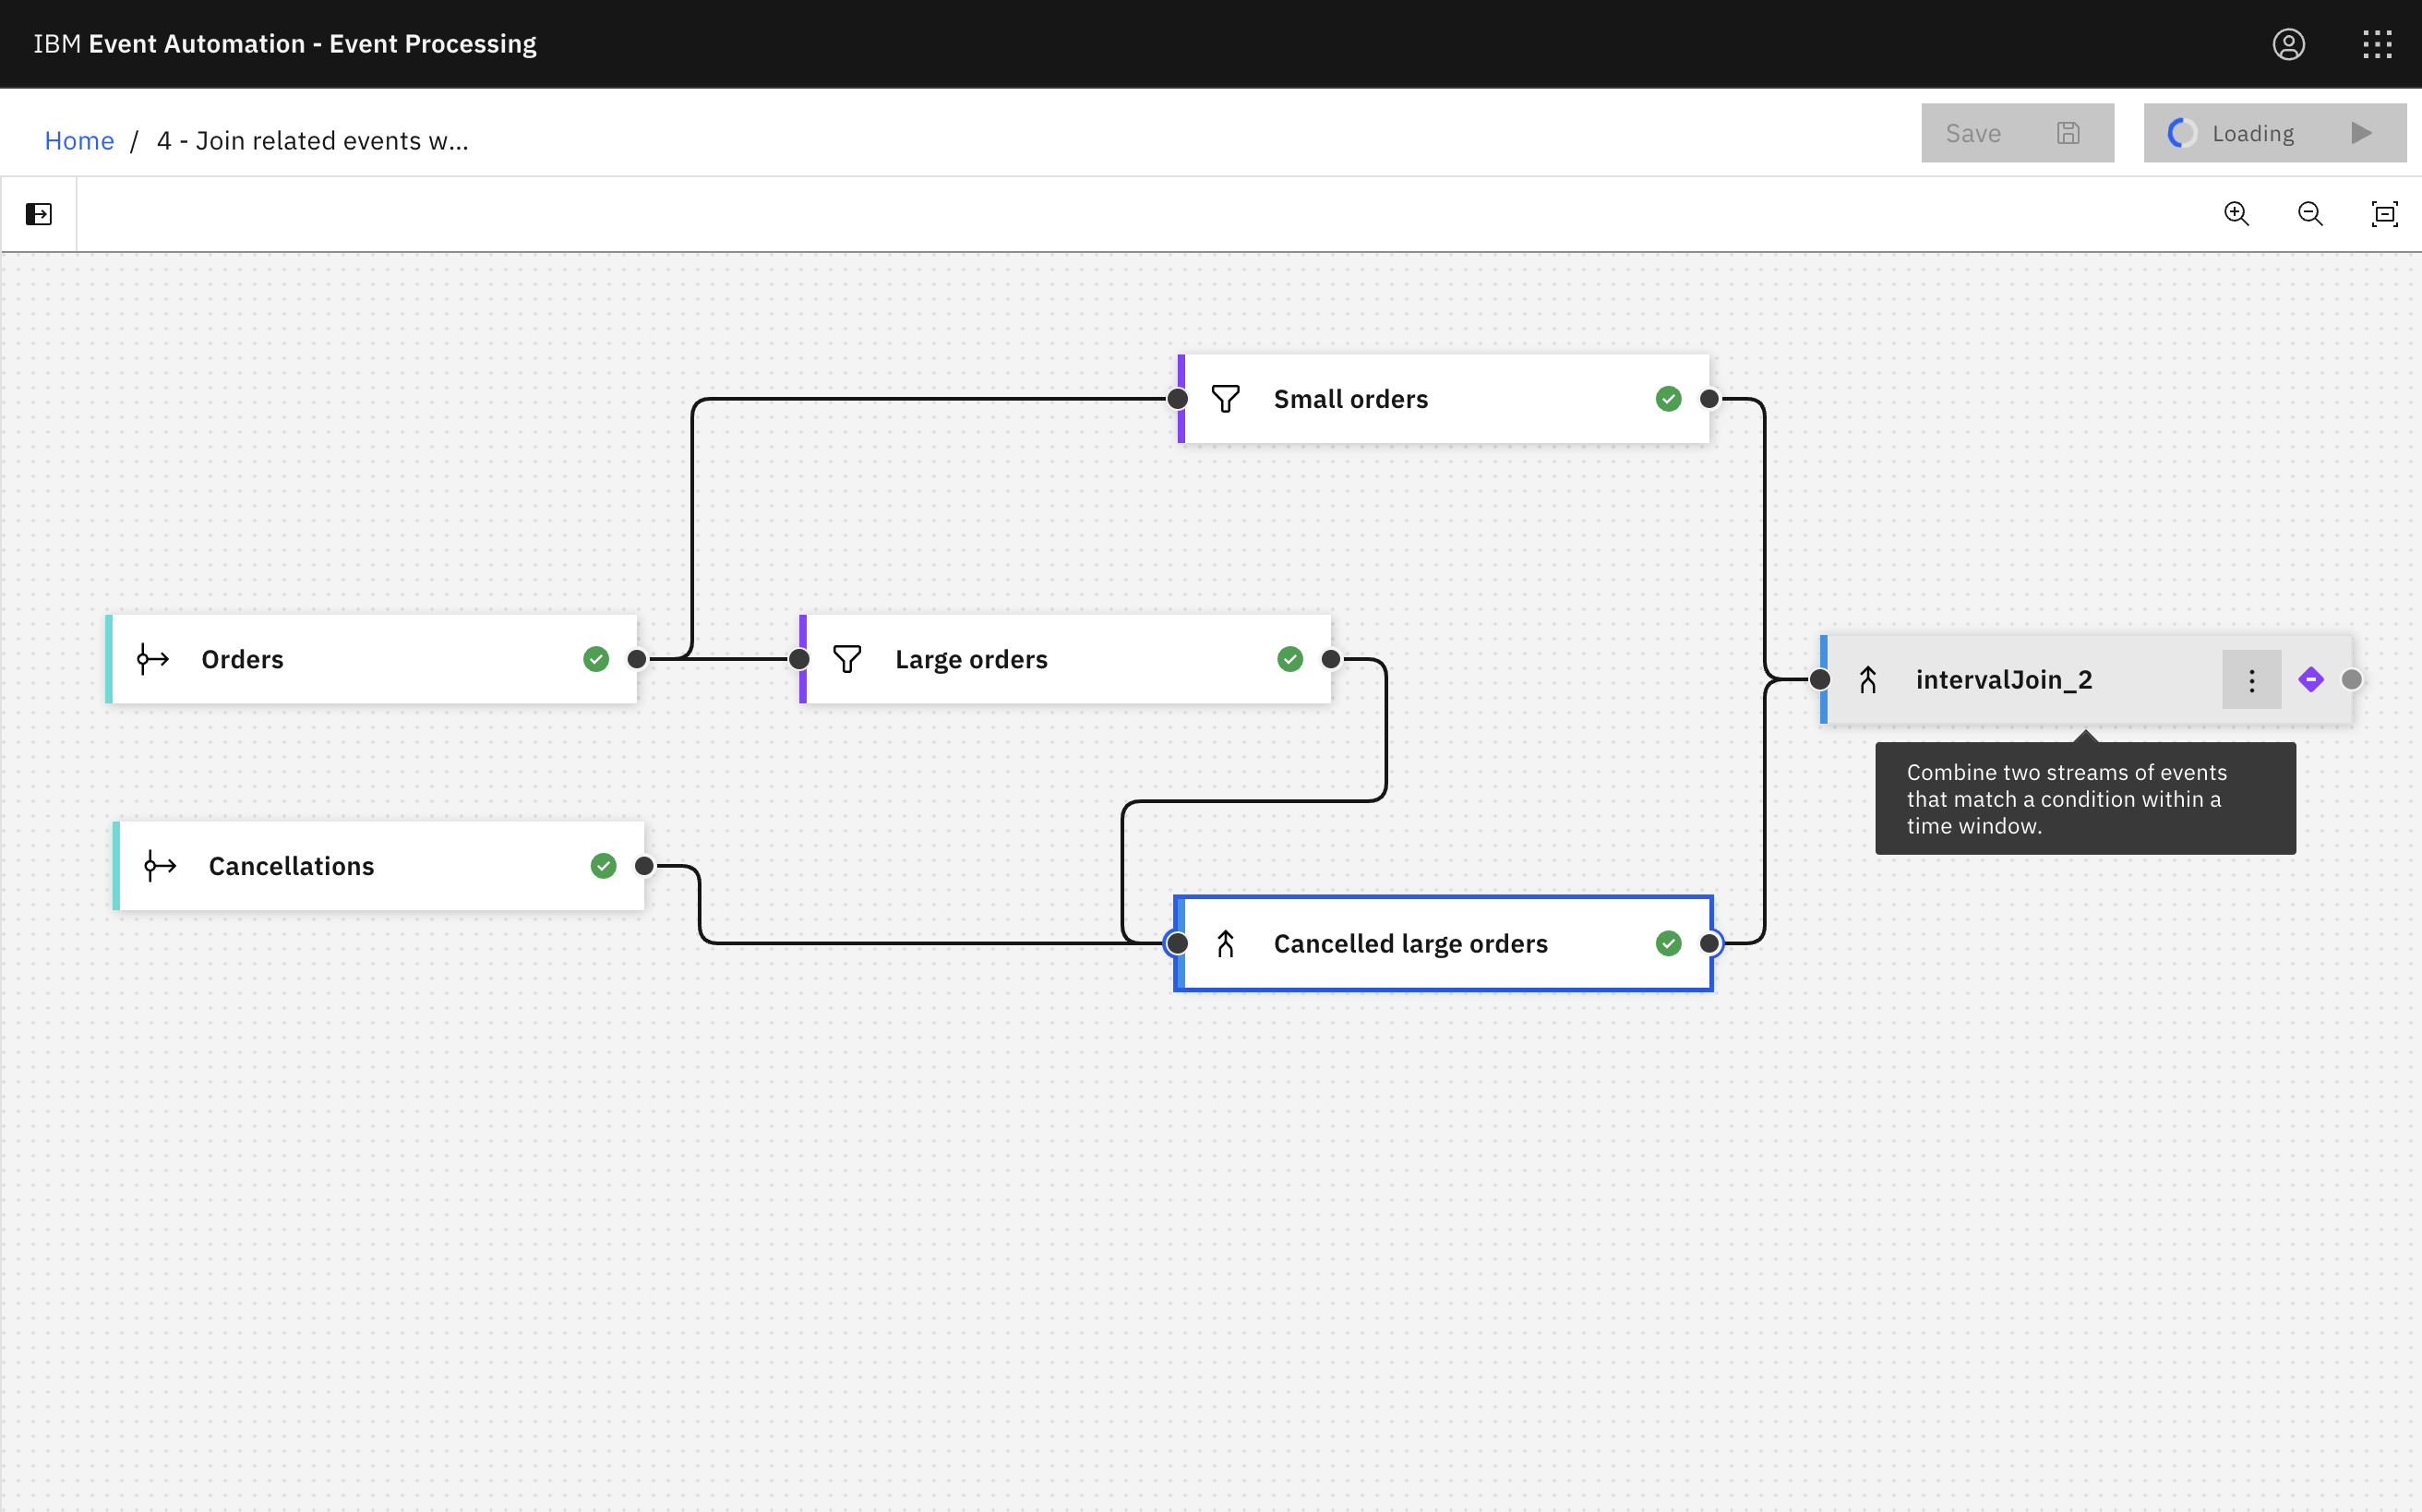 IBM Event Automation - Event Processing
Home / 4 - Join related events w...
Save
Loading
Small orders
Orders
Large orders
intervalJoin_2
Combine two streams of events
that match a condition within a
time window.
Cancellations
Cancelled large orders